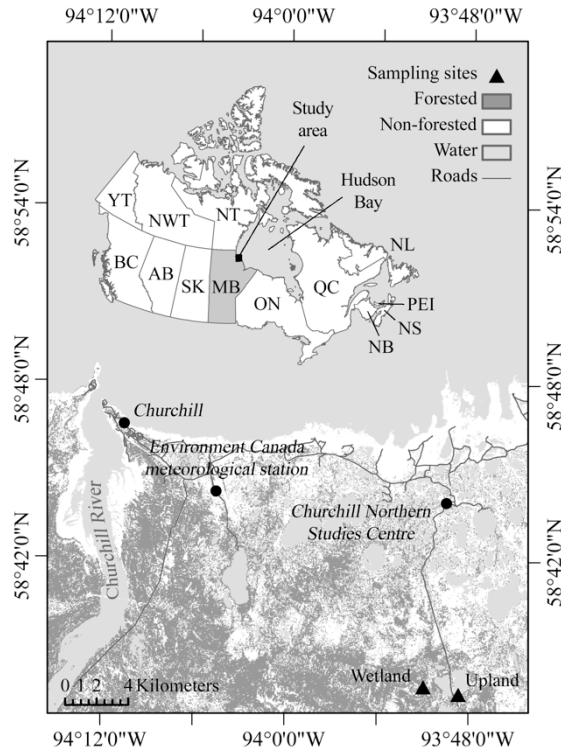 94°12'0"W 94°0'0"W 93°48'0"W
Sampling sites
Forested
Non-forested
Water
Roads
Study
area
Hudson
Bay
58°54'0"N
58°54'0"N
YT
NWT
NT
BC
AB
SK
MB
ON
QC
NL
PEI
NS
NB
58°48'0"N
58°48'0"N
Churchill
Environment Canada
meteorological station
Churchill Northern
Studies Centre
Churchill River
58°42'0"N
58°42'0"N
Wetland
Upland
0 1 2 4 Kilometers
94°12'0"W 94°0'0"W 93°48'0"W